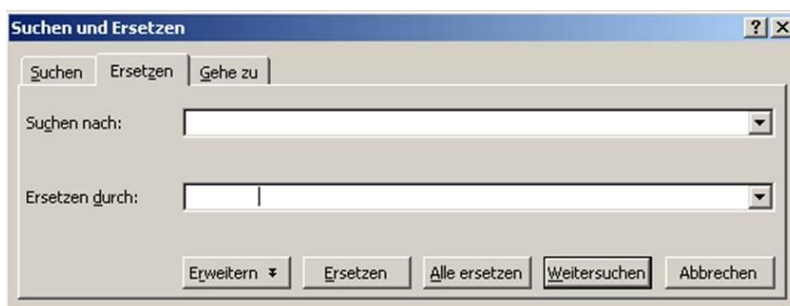 Suchen und Ersetzen
Suchen Ersetzen Gehe zu
Suchen nach:
Ersetzen durch:
Erweitern Ersetzen Alle ersetzen Weitersuchen Abbrechen